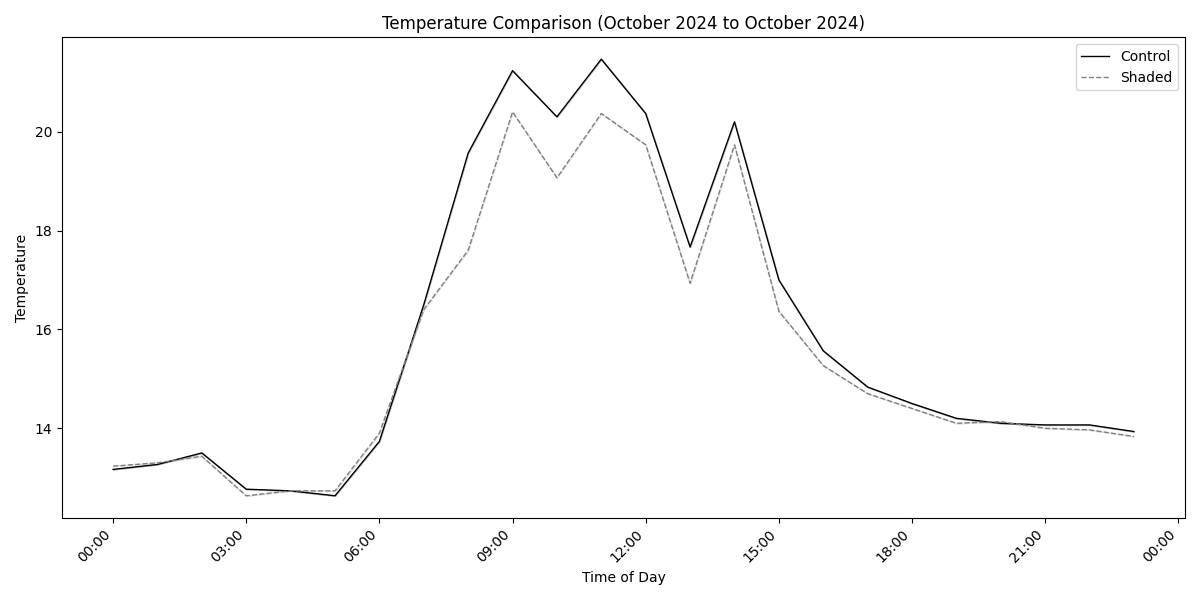 Temperature Comparison (October 2024 to October 2024)
Control
Shaded
Temperature
20
18
16
14
00:00
03:00
06:00
09:00
12:00
15:00
18:00
21:00
00:00
Time of Day